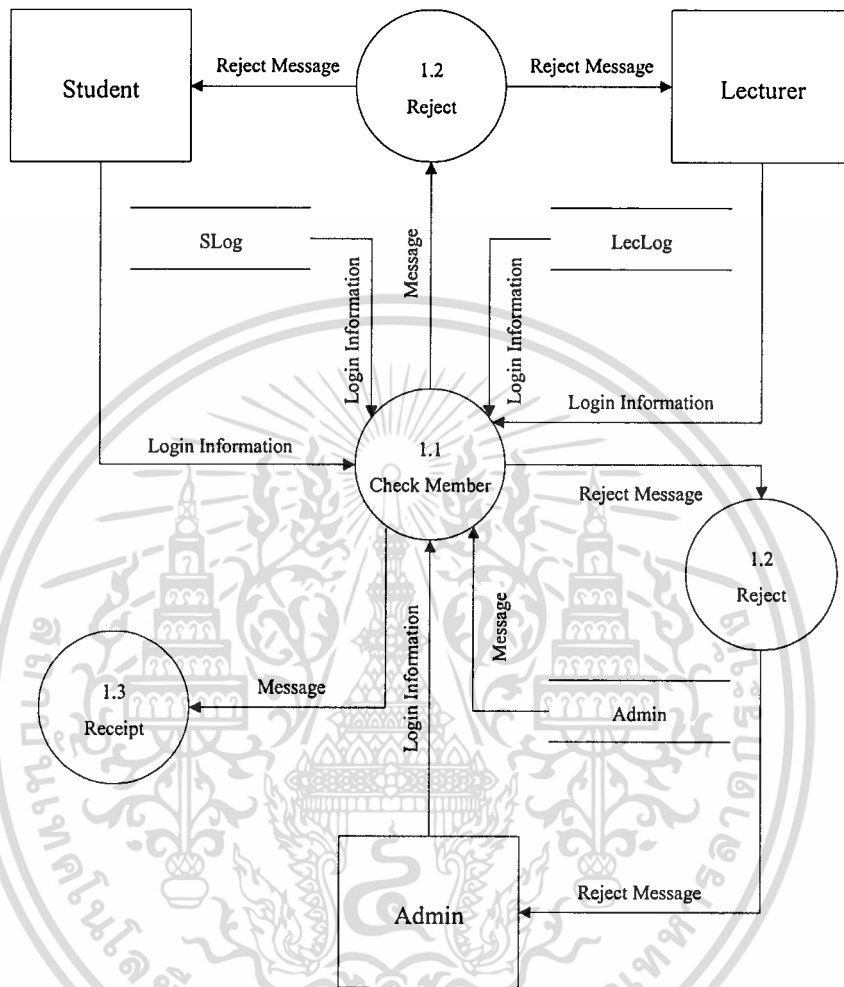 Reject Message
1.2
Reject
Reject Message
Student
Lecturer
SLog
LecLog
Message
Login Information
Login Information
Login Information
Login Information
1.1
Check Member
Reject Message
1.2
Reject
Message
Login Information
Message
1.3
Receipt
Admin
Admin
Reject Message